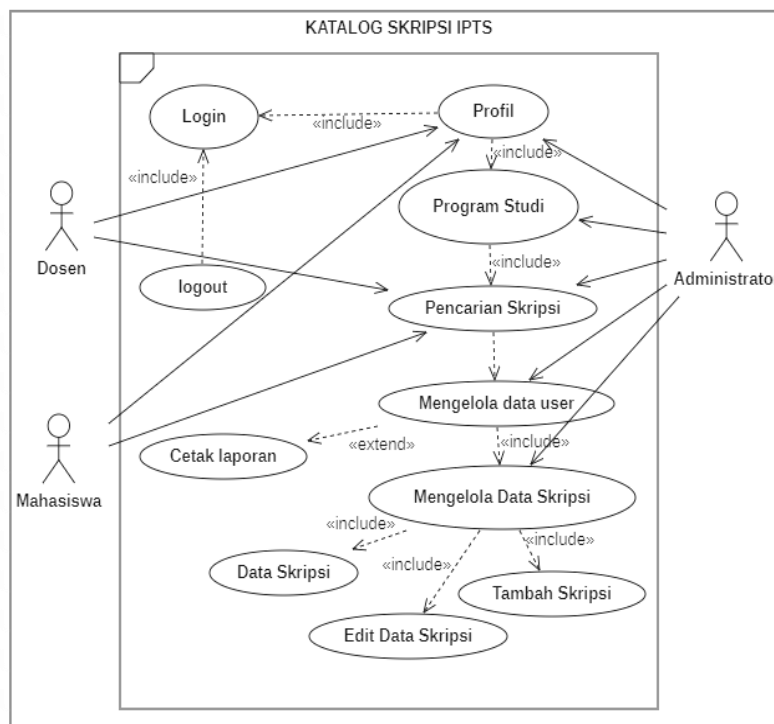 KATALOG SKRIPSI IPTS
Login
«include»
Profil
«include»
«include»
Program Studi
Dosen
«include»
Administrato
logout
Pencarian Skripsi
Mengelola data user
«extend»
«include»
Cetak laporan
Mahasiswa
Mengelola Data Skripsi
«include»
«include»
«include»
Data Skripsi
Tambah Skripsi
Edit Data Skripsi